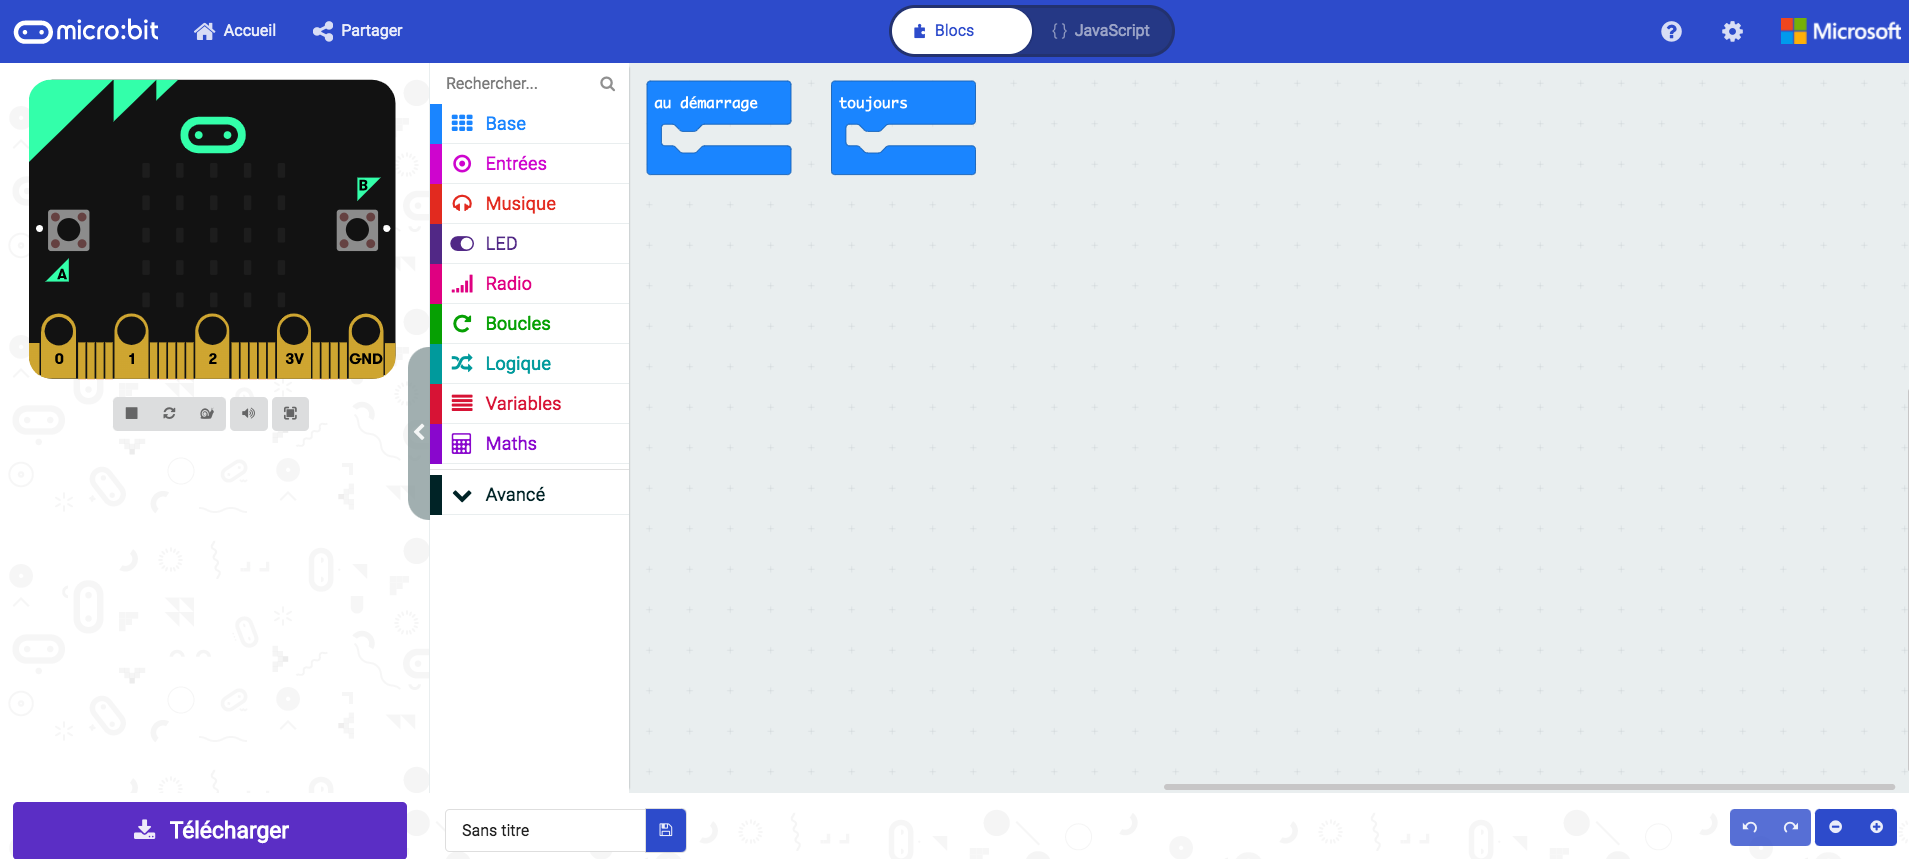 micro:bit Accueil Partager Blocs { } JavaScript ? Microsoft
Rechercher...
Base
Entrées
Musique
LED
Radio
Boucles
Logique
Variables
Maths
Avancé
au démarrage
toujours
B
A
0 1 2 3V GND
Télécharger
Sans titre